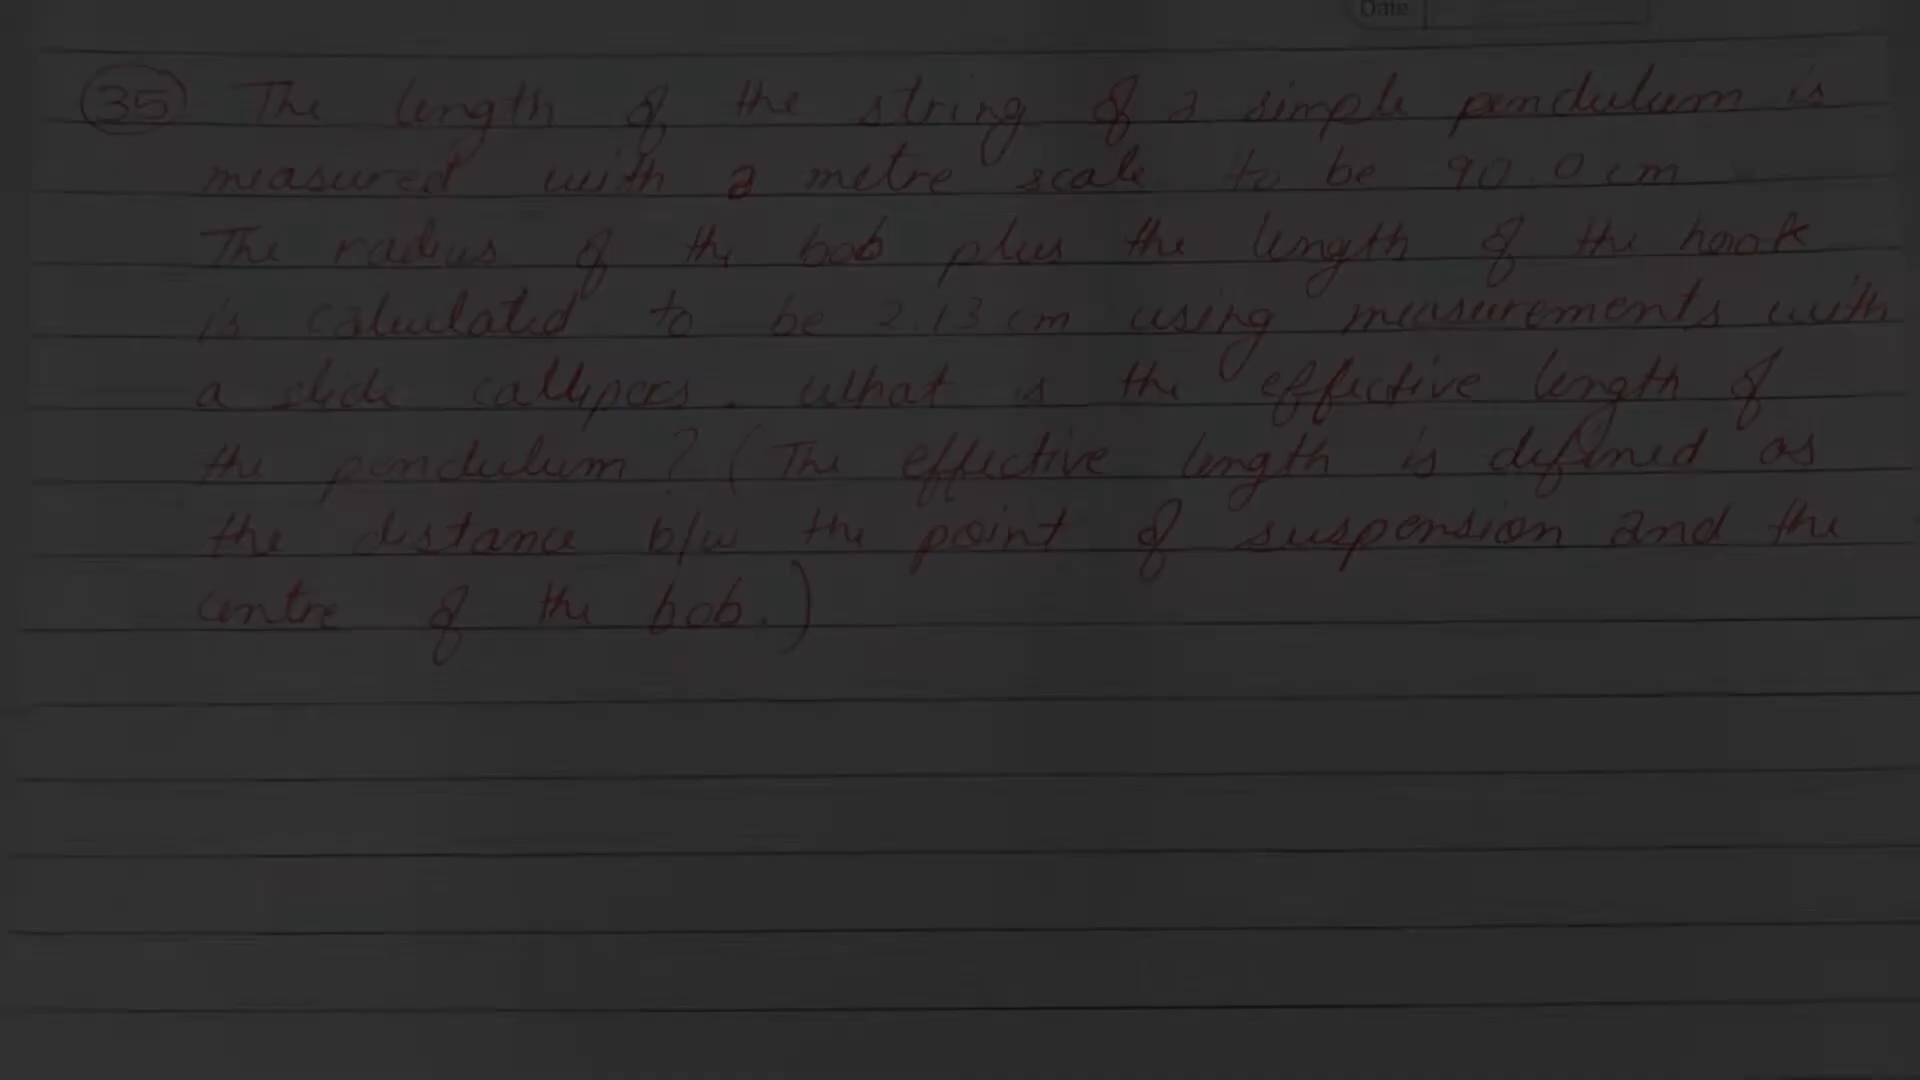 Date
35 The length of the string of a simple pendulum is
measured with a metre scale to be 90.0 cm
The radius of the bob plus the length of the hook
is calculated to be 2.13 cm using measurements with
a slide callipers. What is the effective length of
the pendulum? (The effective length is defined as
the distance b/w the point of suspension and the
centre of the bob.)